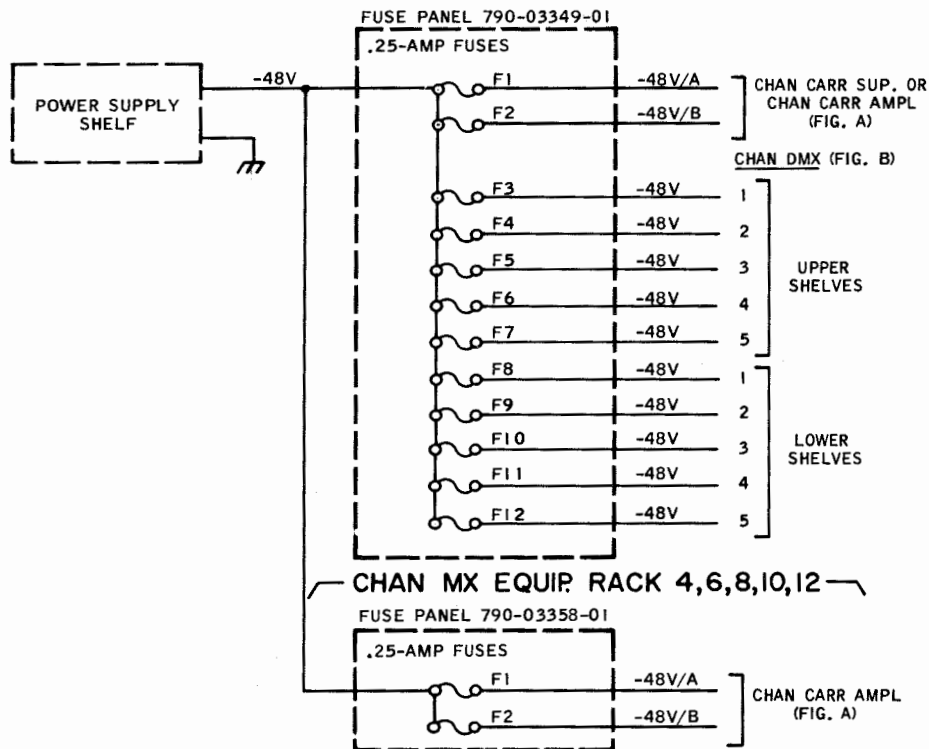 FUSE PANEL 790-03349-01
.25-AMP FUSES
POWER SUPPLY
SHELF
-48V
F1 -48V/A
F2 -48V/B
CHAN CARR SUP. OR
CHAN CARR AMPL
(FIG. A)
CHAN DMX (FIG. B)
F3 -48V 1
F4 -48V 2
F5 -48V 3
F6 -48V 4
F7 -48V 5
UPPER
SHELVES
F8 -48V 1
F9 -48V 2
F10 -48V 3
F11 -48V 4
F12 -48V 5
LOWER
SHELVES
CHAN MX EQUIP. RACK 4,6,8,10,12
FUSE PANEL 790-03358-01
.25-AMP FUSES
F1 -48V/A
F2 -48V/B
CHAN CARR AMPL
(FIG. A)